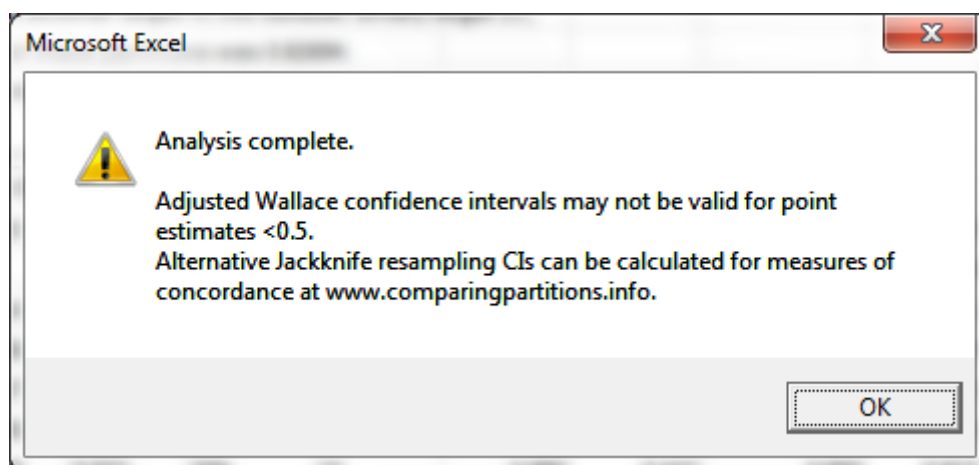 Microsoft Excel
Analysis complete.
Adjusted Wallace confidence intervals may not be valid for point
estimates <0.5.
Alternative Jackknife resampling CIs can be calculated for measures of
concordance at www.comparingpartitions.info.
OK